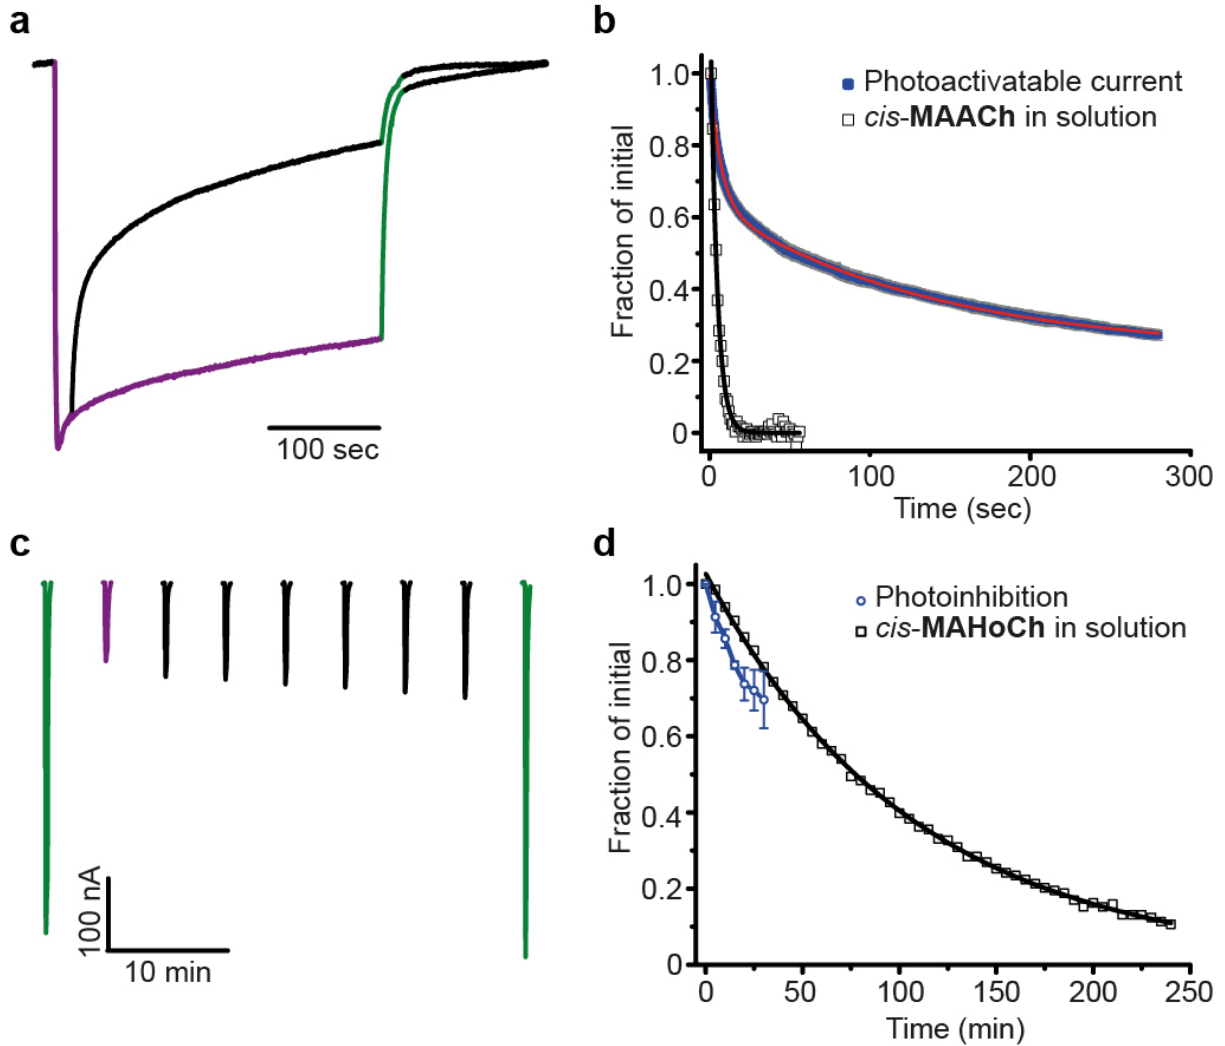 a
100 sec
b
Photoactivatable current
cis-MAACh in solution
Fraction of initial
1.0
0.8
0.6
0.4
0.2
0
0
100
200
300
Time (sec)
c
100 nA
10 min
d
Photoinhibition
cis-MAHoCh in solution
Fraction of initial
1.0
0.8
0.6
0.4
0.2
0
0
50
100
150
200
250
Time (min)